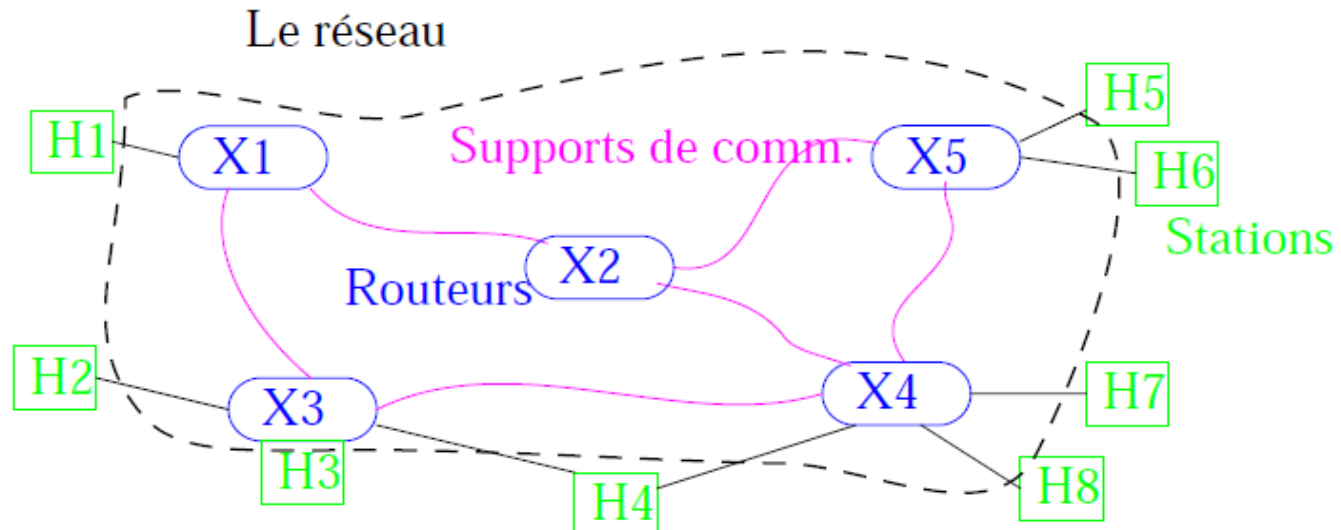 Le réseau
H5
H1
X1
Supports de comm.
X5
H6
Stations
X2
Routeurs
H2
X3
X4
H7
H3
H4
H8